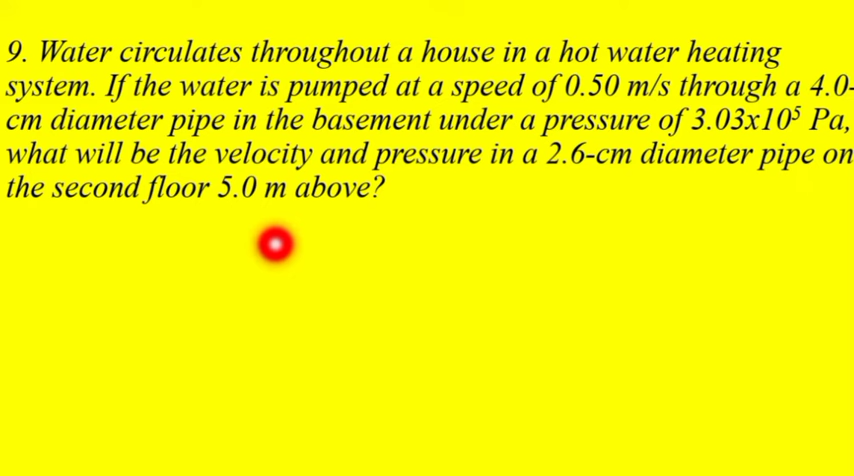 9. Water circulates throughout a house in a hot water heating
system. If the water is pumped at a speed of 0.50 m/s through a 4.0-
cm diameter pipe in the basement under a pressure of 3.03x10⁵ Pa,
what will be the velocity and pressure in a 2.6-cm diameter pipe on
the second floor 5.0 m above?